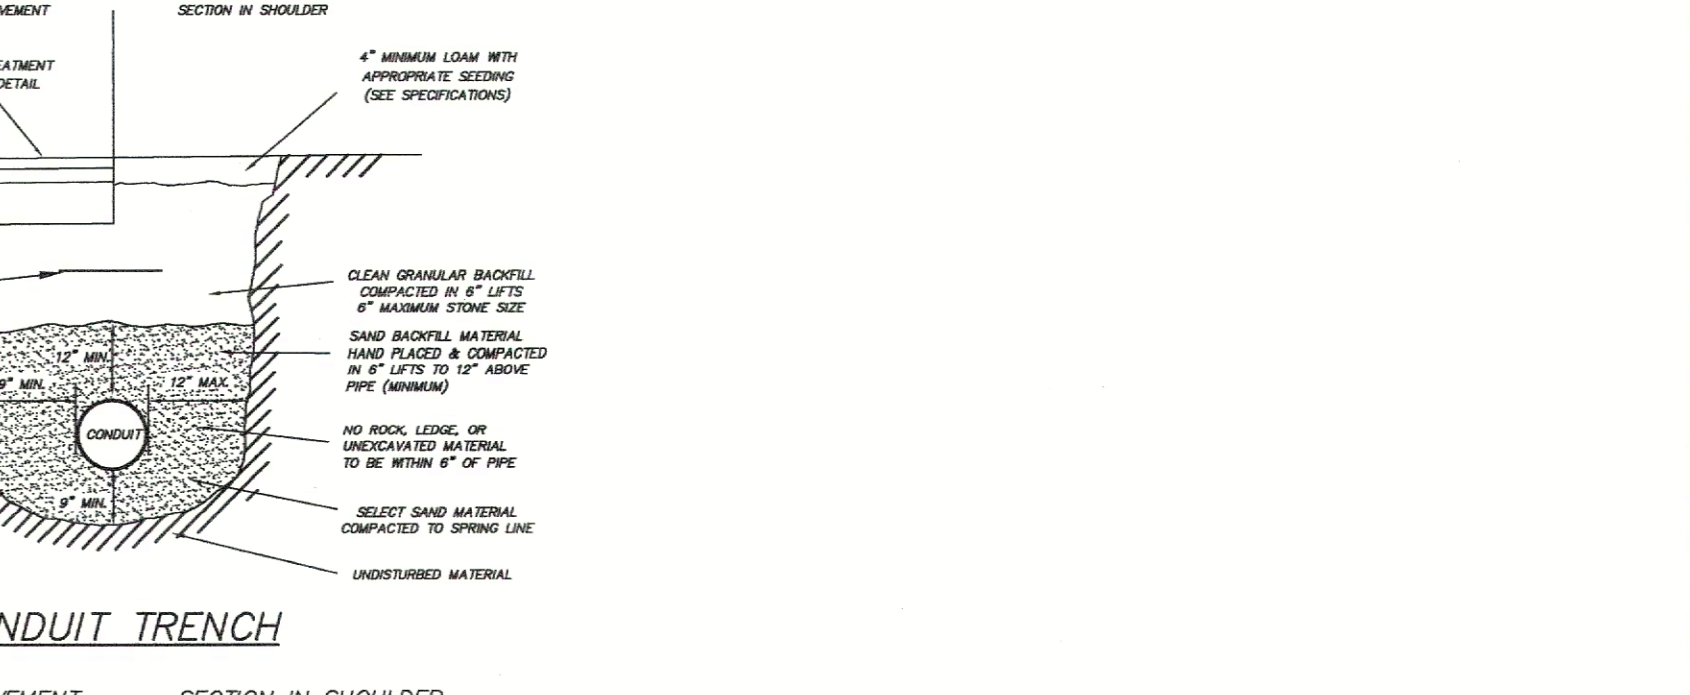 SECTION IN SHOULDER
4" MINIMUM LOAM WITH
APPROPRIATE SEEDING
(SEE SPECIFICATIONS)
DETAIL
CLEAN GRANULAR BACKFILL
COMPACTED IN 6" LIFTS
6" MAXIMUM STONE SIZE
SAND BACKFILL MATERIAL
HAND PLACED & COMPACTED
IN 6" LIFTS TO 12" ABOVE
PIPE (MINIMUM)
12" MIN.
9" MIN.
12" MAX.
CONDUIT
NO ROCK, LEDGE, OR
UNEXCAVATED MATERIAL
TO BE WITHIN 6" OF PIPE
9" MIN.
SELECT SAND MATERIAL
COMPACTED TO SPRING LINE
UNDISTURBED MATERIAL
NDUIT TRENCH
SECTION IN SHOULDER